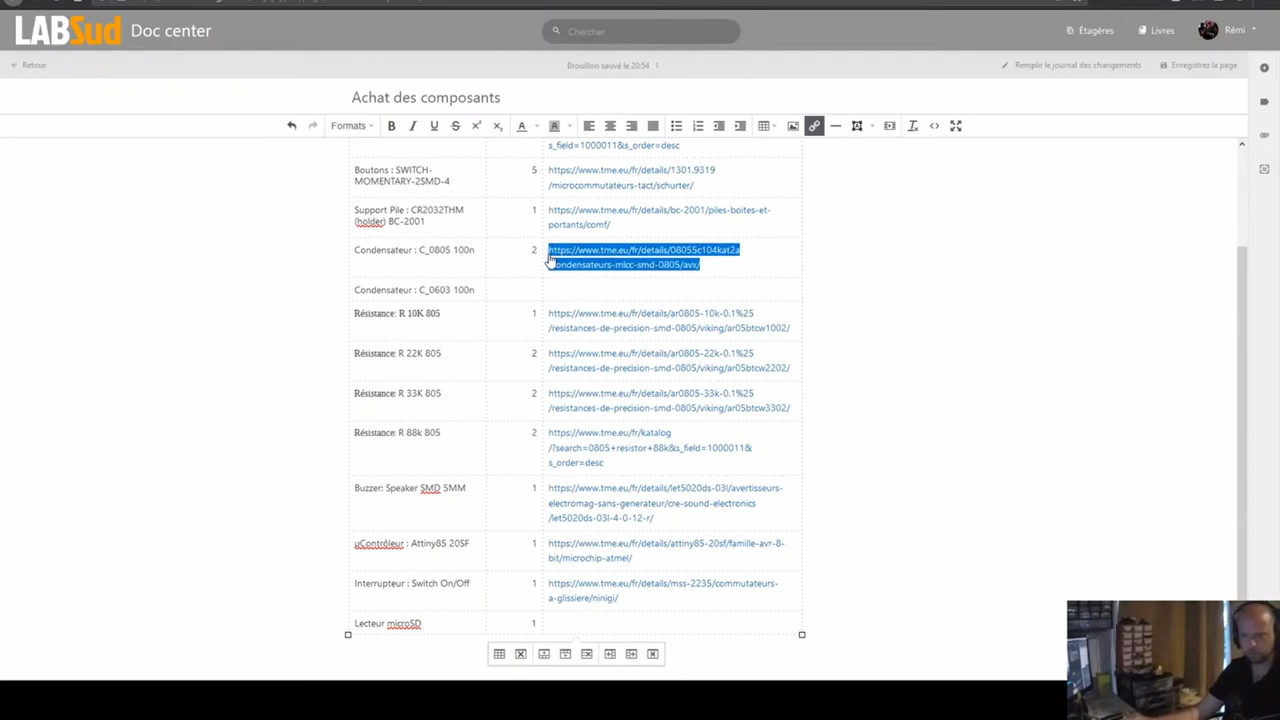 LABSud Doc center
Chercher
Étagères
Livres
Rémi
Retour
Brouillon sauvé le 20:54
Remplir le journal des changements
Enregistrez la page
Achat des composants
Formats
s_field=1000011&s_order=desc
Boutons : SWITCH-
MOMENTARY-2SMD-4
5
https://www.tme.eu/fr/details/1301.9319
/microcommutateurs-tact/schurter/
Support Pile : CR2032THM
(holder) BC-2001
1
https://www.tme.eu/fr/details/bc-2001/piles-boites-et-
portants/comf/
Condensateur : C_0805 100n
2
https://www.tme.eu/fr/details/08055c104kat2a
/condensateurs-mlcc-smd-0805/avx/
Condensateur : C_0603 100n
Résistance: R 10K 805
1
https://www.tme.eu/fr/details/ar0805-10k-0.1%25
/resistances-de-precision-smd-0805/viking/ar05btcw1002/
Résistance: R 22K 805
2
https://www.tme.eu/fr/details/ar0805-22k-0.1%25
/resistances-de-precision-smd-0805/viking/ar05btcw2202/
Résistance: R 33K 805
2
https://www.tme.eu/fr/details/ar0805-33k-0.1%25
/resistances-de-precision-smd-0805/viking/ar05btcw3302/
Résistance: R 88k 805
2
https://www.tme.eu/fr/katalog
/?search=0805+resistor+88k&s_field=1000011&
s_order=desc
Buzzer: Speaker SMD 5MM
1
https://www.tme.eu/fr/details/let5020ds-03l/avertisseurs-
electromag-sans-generateur/cre-sound-electronics
/let5020ds-03l-4-0-12-r/
µContrôleur : Attiny85 20SF
1
https://www.tme.eu/fr/details/attiny85-20sf/famille-avr-8-
bit/microchip-atmel/
Interrupteur : Switch On/Off
1
https://www.tme.eu/fr/details/mss-2235/commutateurs-
a-glissiere/ninigi/
Lecteur microSD
1